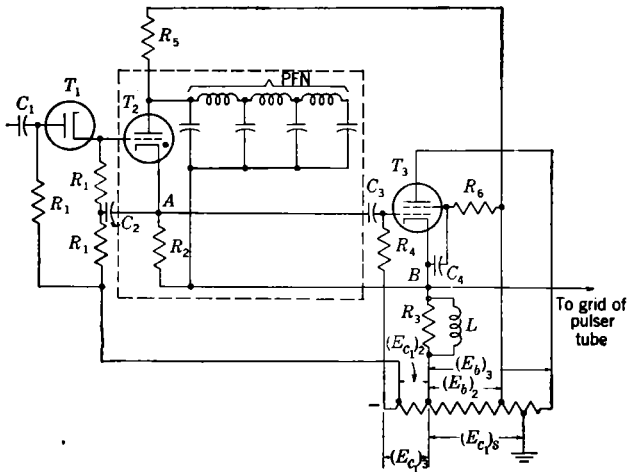 R5
PFN
T1
C1
T2
T3
C3
R6
R1
R1
A
C2
R1
R2
R4
B
C4
To grid of
pulser
tube
R3
L
(Ec1)2
(Eb)3
(Eb)2
−
(Ec1)3
(Ec1)s